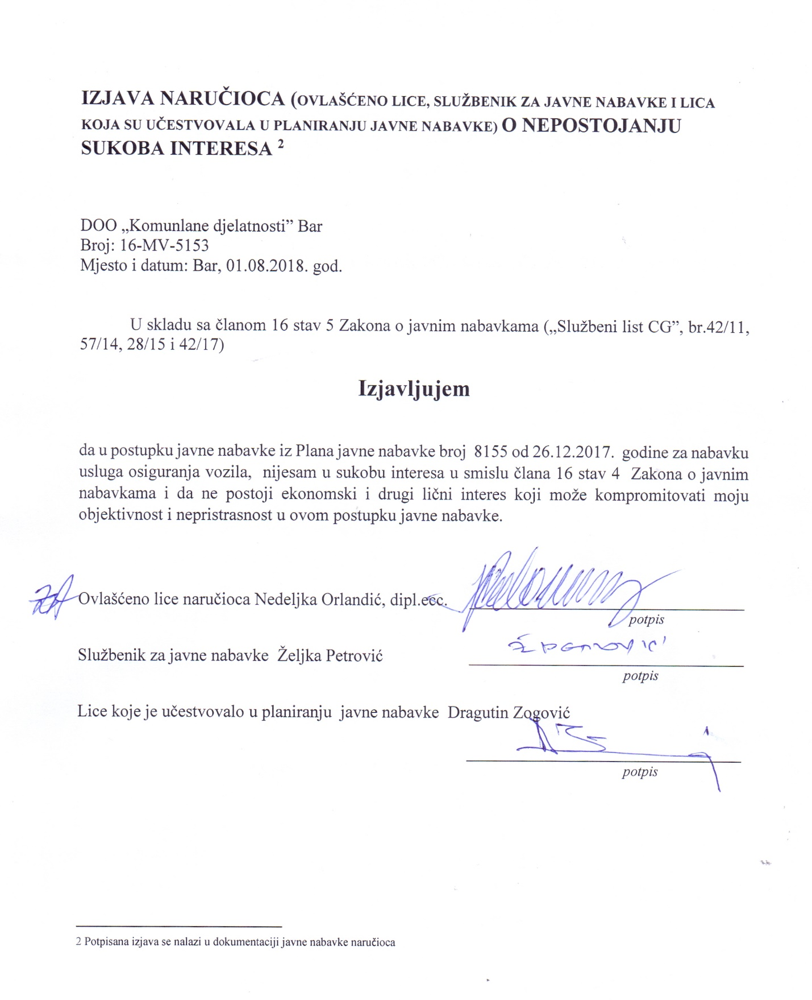 IZJAVA NARUČIOCA (OVLAŠĆENO LICE, SLUŽBENIK ZA JAVNE NABAVKE I LICA
KOJA SU UČESTVOVALA U PLANIRANJU JAVNE NABAVKE) O NEPOSTOJANJU
SUKOBA INTERESA 2
DOO „Komunlane djelatnosti” Bar
Broj: 16-MV-5153
Mjesto i datum: Bar, 01.08.2018. god.
U skladu sa članom 16 stav 5 Zakona o javnim nabavkama („Službeni list CG”, br.42/11,
57/14, 28/15 i 42/17)
Izjavljujem
da u postupku javne nabavke iz Plana javne nabavke broj 8155 od 26.12.2017. godine za nabavku
usluga osiguranja vozila, nijesam u sukobu interesa u smislu člana 16 stav 4 Zakona o javnim
nabavkama i da ne postoji ekonomski i drugi lični interes koji može kompromitovati moju
objektivnost i nepristrasnost u ovom postupku javne nabavke.
Ovlašćeno lice naručioca Nedeljka Orlandić, dipl.ecc.
potpis
Službenik za javne nabavke Željka Petrović
potpis
Lice koje je učestvovalo u planiranju javne nabavke Dragutin Zogović
potpis
2 Potpisana izjava se nalazi u dokumentaciji javne nabavke naručioca